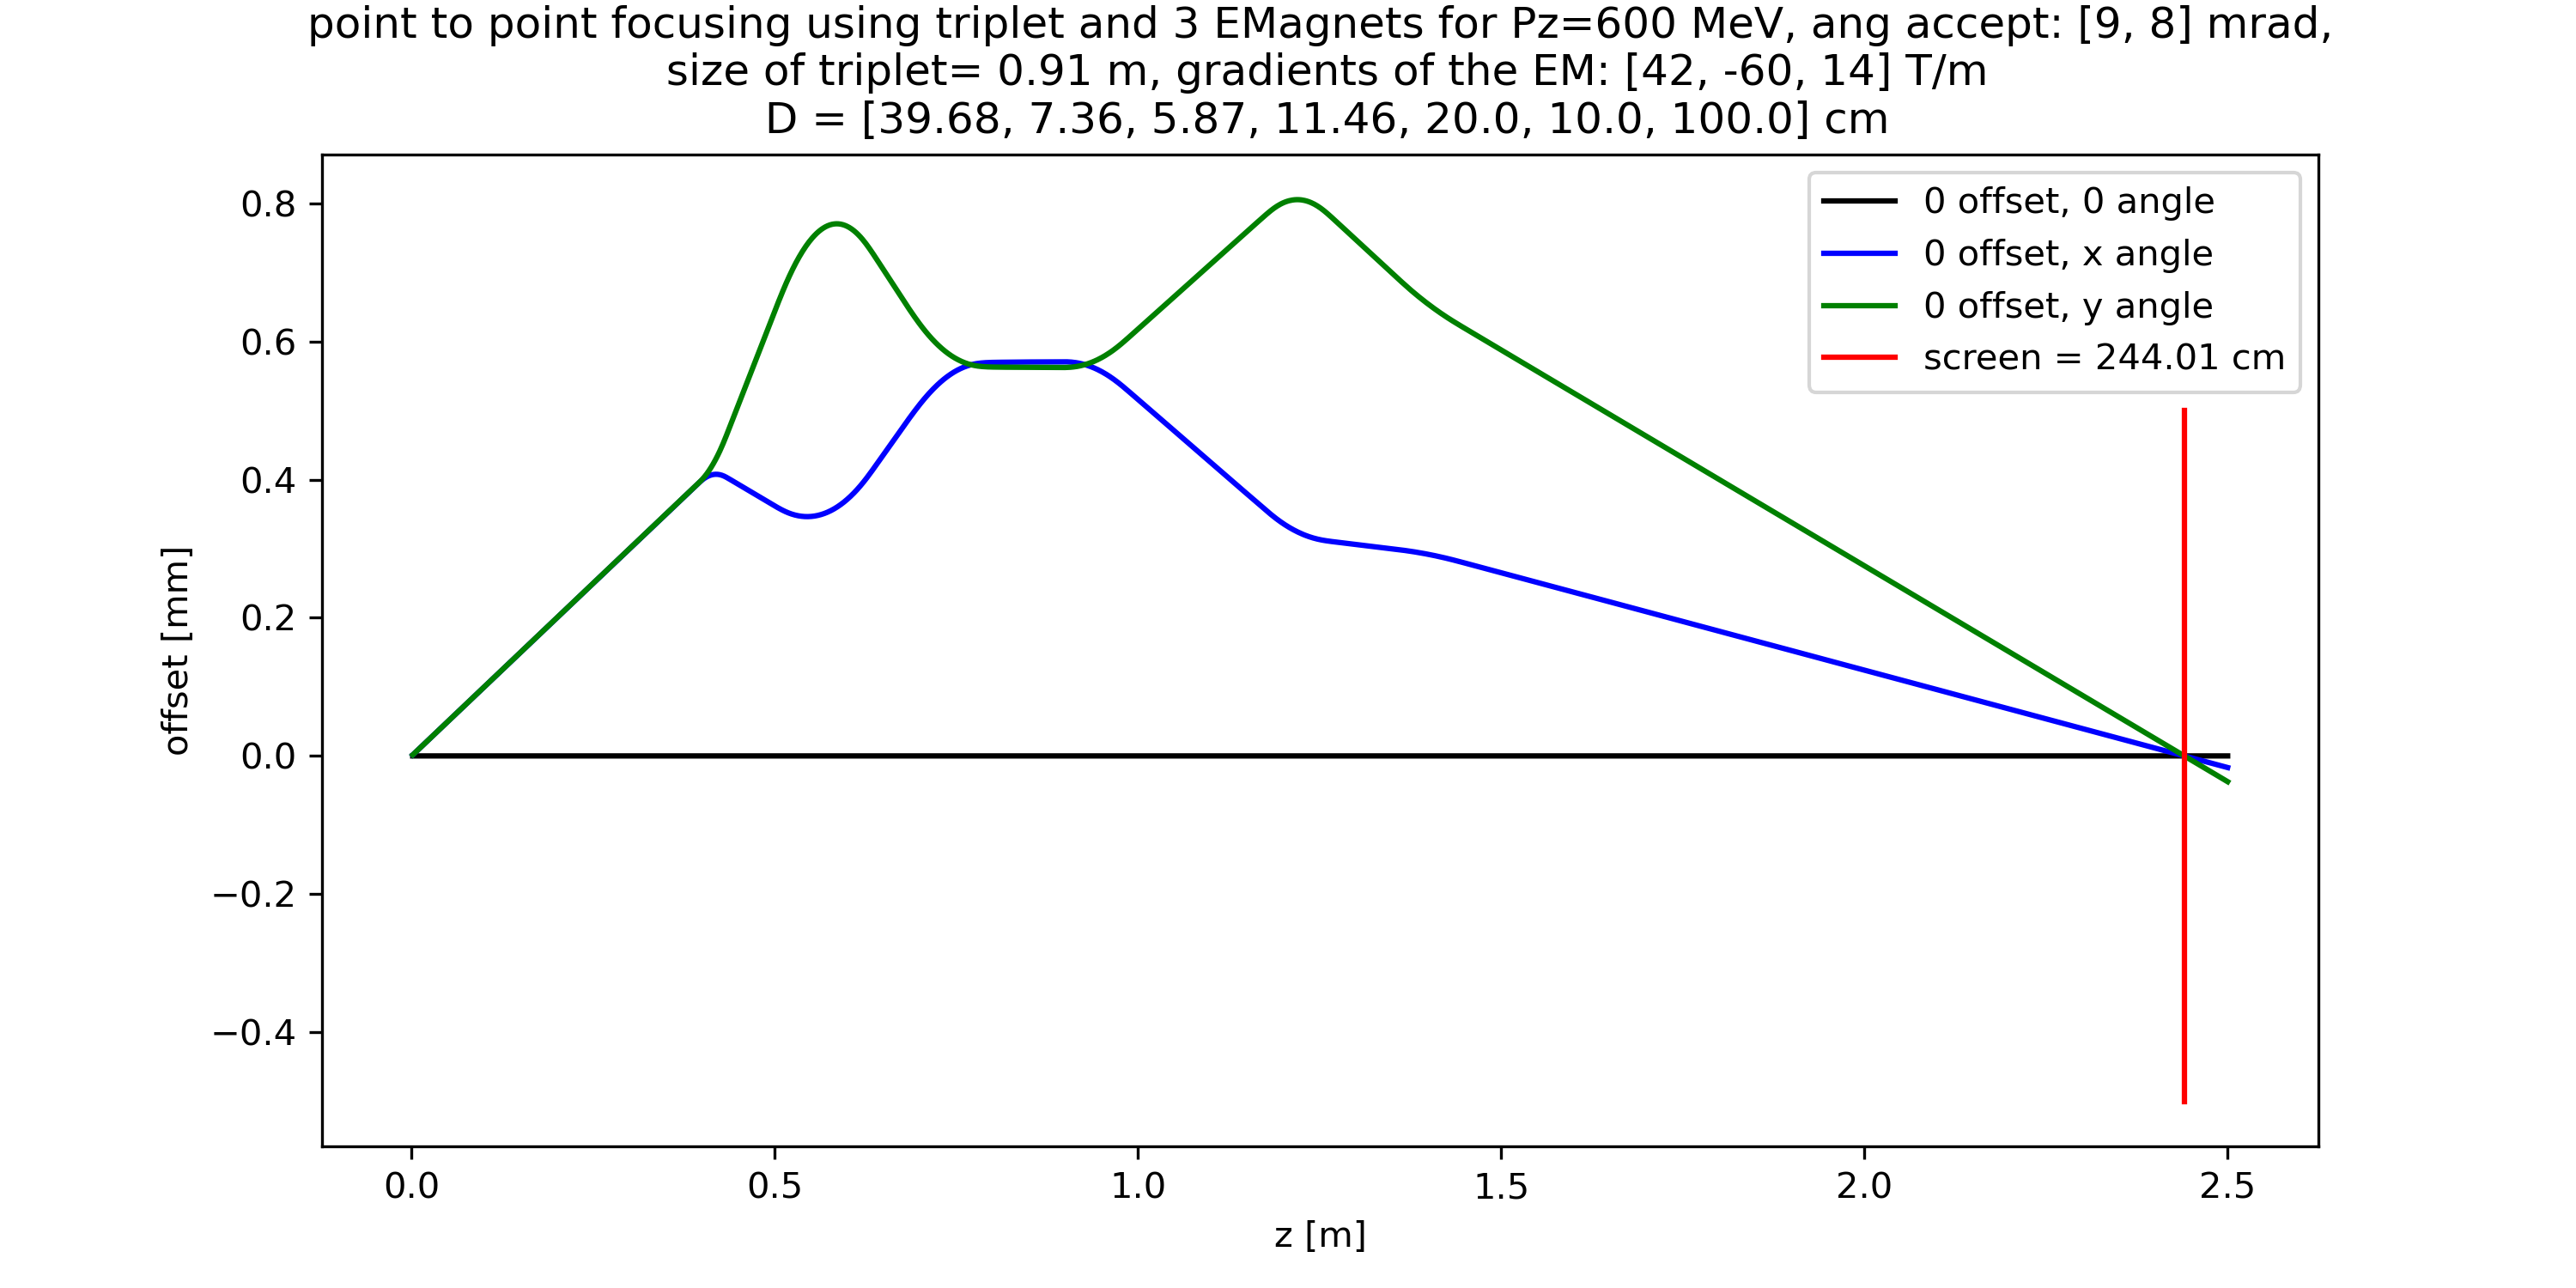 point to point focusing using triplet and 3 EMagnets for Pz=600 MeV, ang accept: [9, 8] mrad,
size of triplet= 0.91 m, gradients of the EM: [42, -60, 14] T/m
D = [39.68, 7.36, 5.87, 11.46, 20.0, 10.0, 100.0] cm
0 offset, 0 angle
0 offset, x angle
0 offset, y angle
screen = 244.01 cm
offset [mm]
0.8
0.6
0.4
0.2
0.0
−0.2
−0.4
0.0
0.5
1.0
1.5
2.0
2.5
z [m]